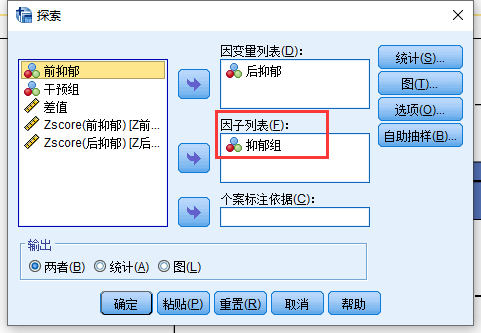 探索
前抑郁
干预组
差值
Zscore(前抑郁) [Z前...
Zscore(后抑郁) [Z后...
因变量列表(D):
后抑郁
因子列表(F):
抑郁组
个案标注依据(C):
统计(S)...
图(T)...
选项(O)...
自助抽样(B)...
输出
两者(B) 统计(A) 图(L)
确定 粘贴(P) 重置(R) 取消 帮助